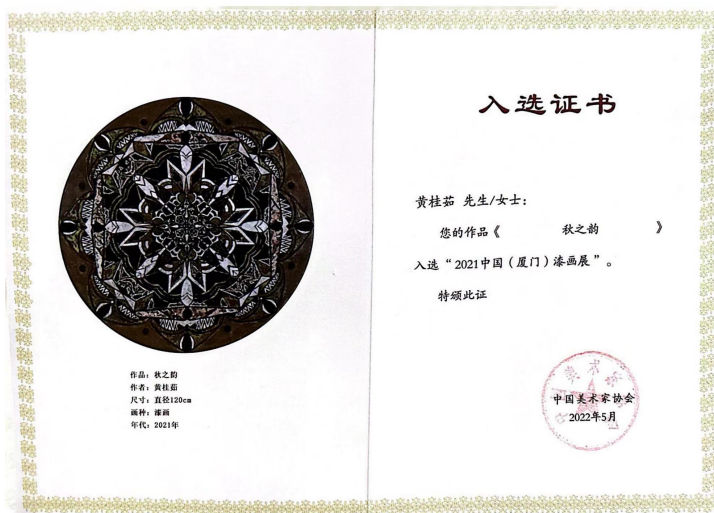 作品：秋之韵
作者：黄桂茹
尺寸：直径120cm
画种：漆画
年代：2021年
入选证书
黄桂茹 先生/女士：
您的作品《 秋之韵 》
入选“2021中国（厦门）漆画展”。
特颁此证
中国美术家协会
2022年5月